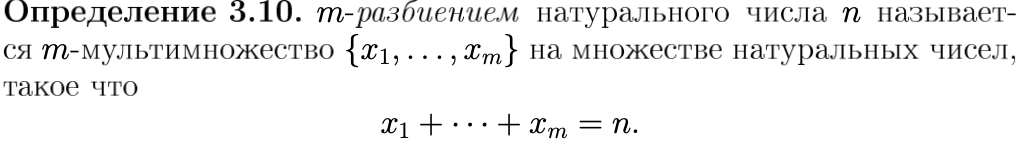 Определение 3.10. m-разбиением натурального числа n называет-
ся m-мультимножество {x₁, . . . , xₘ} на множестве натуральных чисел,
такое что
x₁ + · · · + xₘ = n.